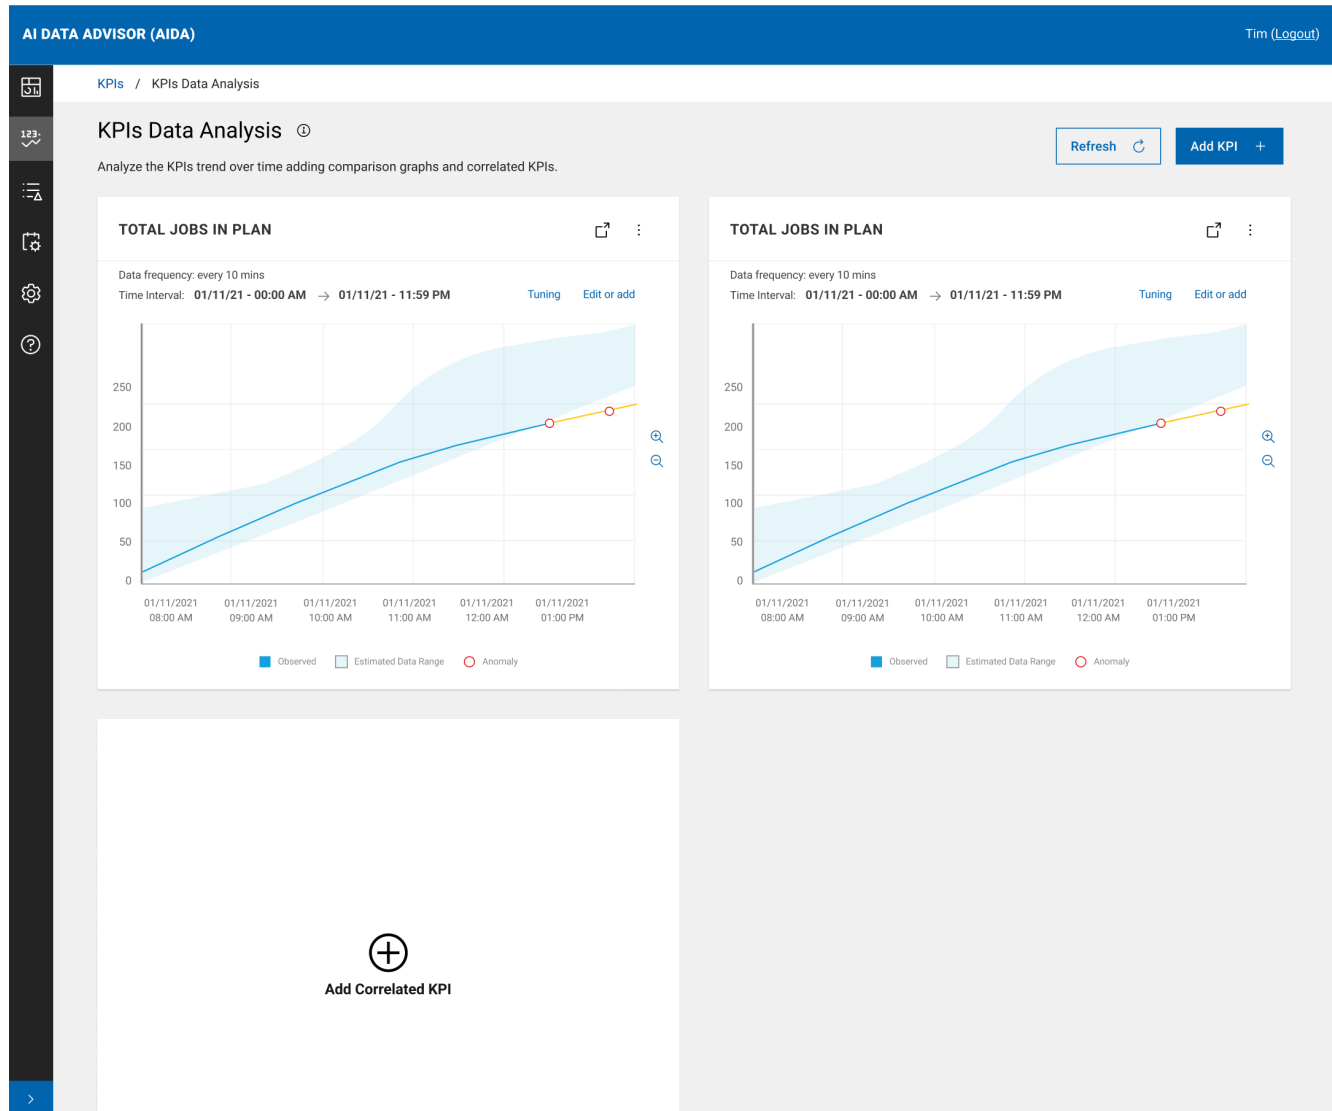 AI DATA ADVISOR (AIDA)
Tim (Logout)
KPIs / KPIs Data Analysis
KPIs Data Analysis
Analyze the KPIs trend over time adding comparison graphs and correlated KPIs.
Refresh
Add KPI +
TOTAL JOBS IN PLAN
Data frequency: every 10 mins
Time Interval: 01/11/21 - 00:00 AM → 01/11/21 - 11:59 PM Tuning Edit or add
250
200
150
100
50
0
01/11/2021 01/11/2021 01/11/2021 01/11/2021 01/11/2021 01/11/2021
08:00 AM 09:00 AM 10:00 AM 11:00 AM 12:00 AM 01:00 PM
Observed Estimated Data Range Anomaly
TOTAL JOBS IN PLAN
Data frequency: every 10 mins
Time Interval: 01/11/21 - 00:00 AM → 01/11/21 - 11:59 PM Tuning Edit or add
250
200
150
100
50
0
01/11/2021 01/11/2021 01/11/2021 01/11/2021 01/11/2021 01/11/2021
08:00 AM 09:00 AM 10:00 AM 11:00 AM 12:00 AM 01:00 PM
Observed Estimated Data Range Anomaly
Add Correlated KPI
123